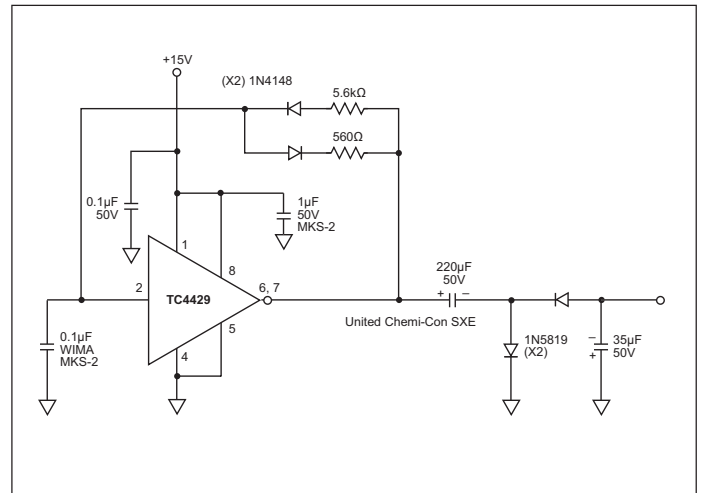 +15V
(X2) 1N4148
5.6kΩ
560Ω
0.1µF
50V
1µF
50V
MKS-2
1
8
2
TC4429
6, 7
5
4
0.1µF
WIMA
MKS-2
220µF
50V
+
–
United Chemi-Con SXE
1N5819
(X2)
–
+
35µF
50V